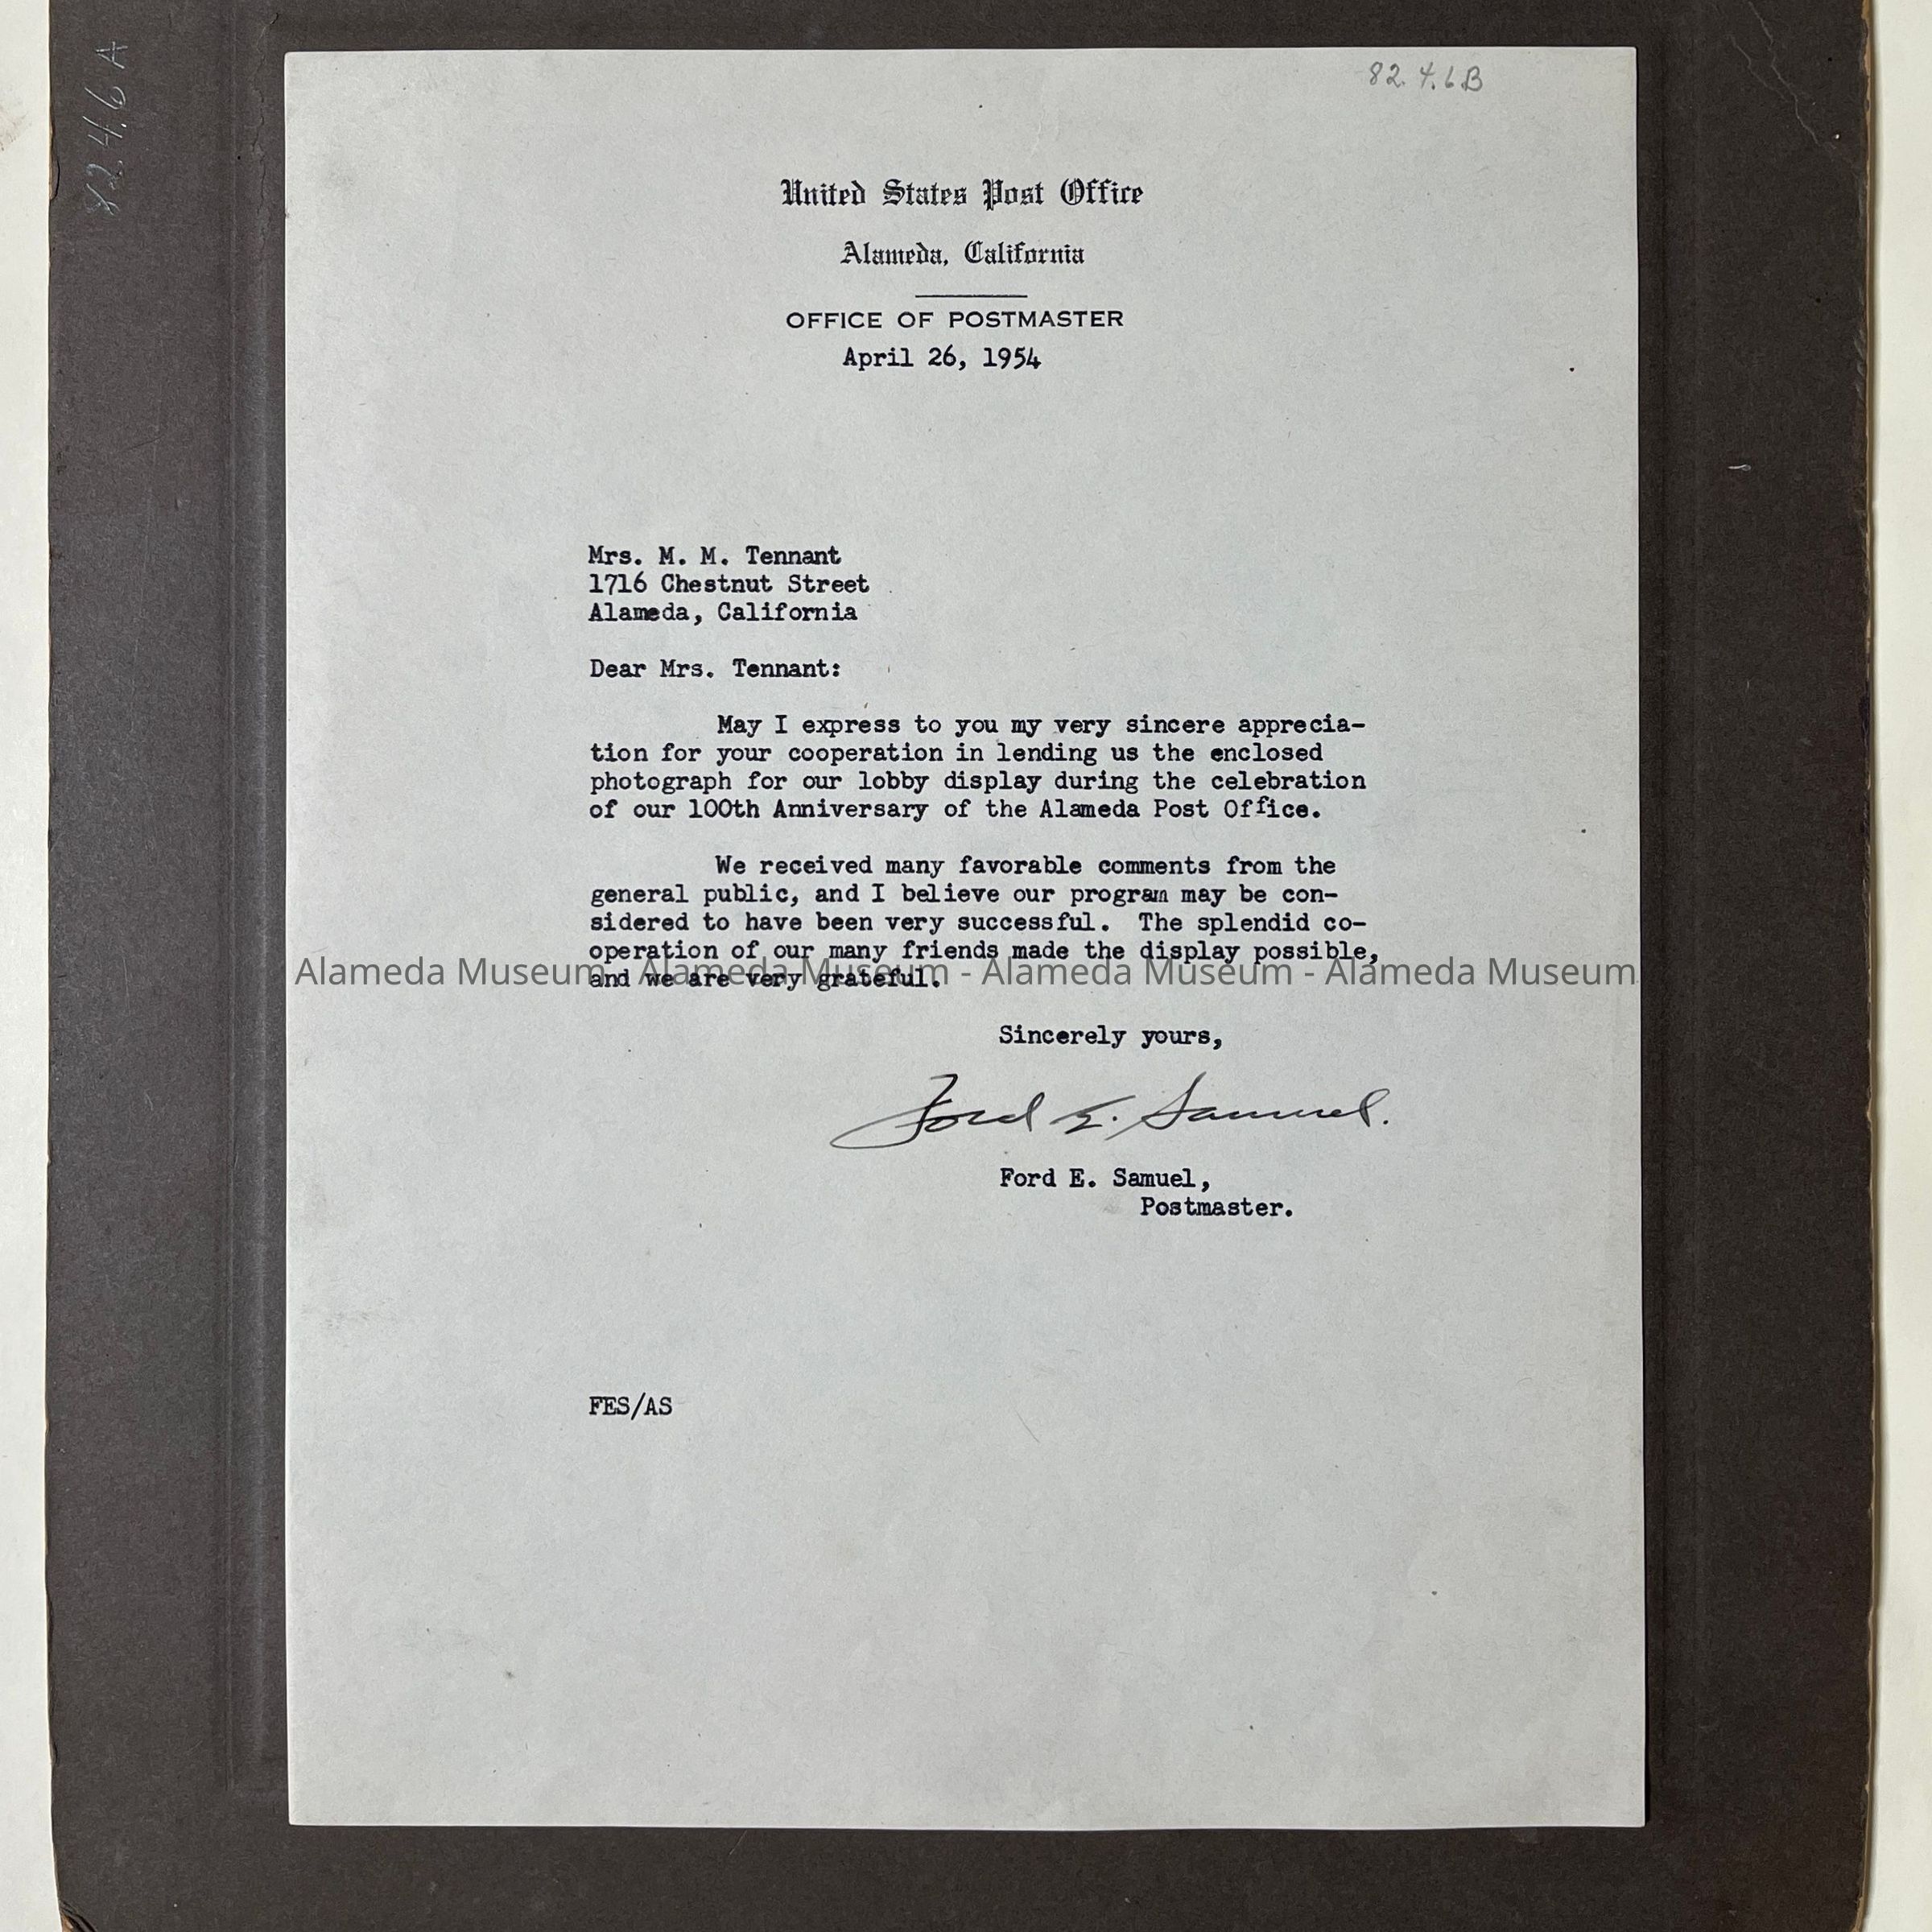 82.4.6 A
82.4.6B
United States Post Office
Alameda, California
OFFICE OF POSTMASTER
April 26, 1954
Mrs. M. M. Tennant
1716 Chestnut Street
Alameda, California
Dear Mrs. Tennant:
May I express to you my very sincere apprecia-
tion for your cooperation in lending us the enclosed
photograph for our lobby display during the celebration
of our 100th Anniversary of the Alameda Post Office.
We received many favorable comments from the
general public, and I believe our program may be con-
sidered to have been very successful. The splendid co-
operation of our many friends made the display possible,
and we are very grateful.
Alameda Museum - Alameda Museum - Alameda Museum - Alameda Museum
Sincerely yours,
Ford E. Samuel.
Ford E. Samuel,
Postmaster.
FES/AS